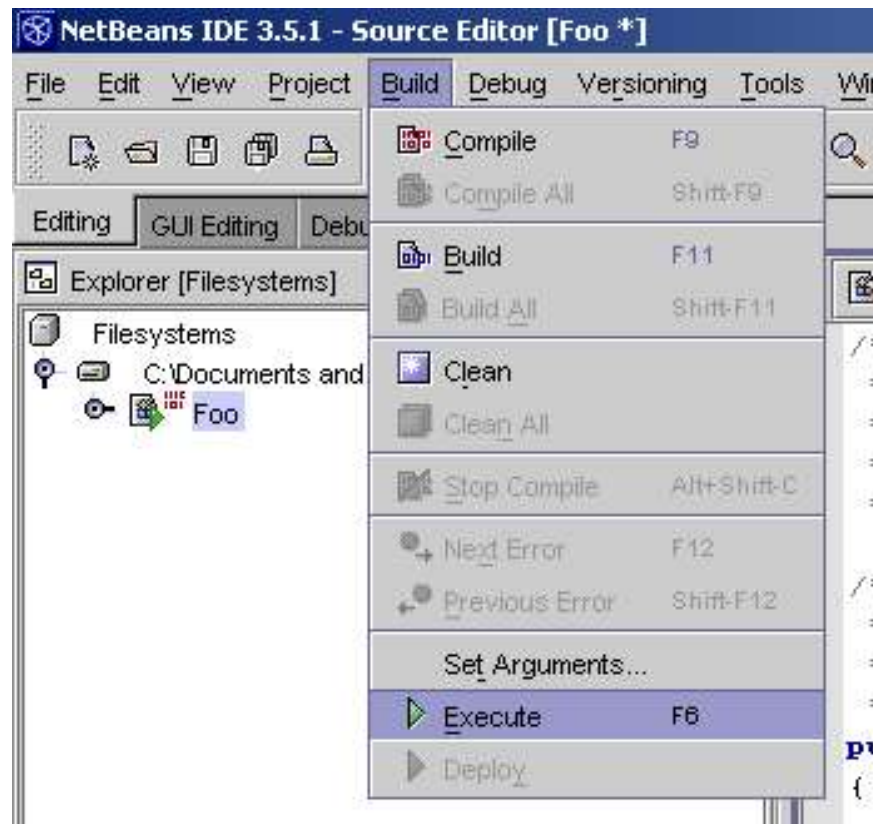 NetBeans IDE 3.5.1 - Source Editor [Foo *]
File Edit View Project Build Debug Versioning Tools
Compile F9
Compile All Shift-F9
Editing GUI Editing
Build F11
Explorer [Filesystems]
Build All Shift-F11
Filesystems
C:\Documents and
Clean
Foo
Clean All
Stop Compile Alt+Shift-C
Next Error F12
Previous Error Shift-F12
Set Arguments...
Execute F6
Deploy
{